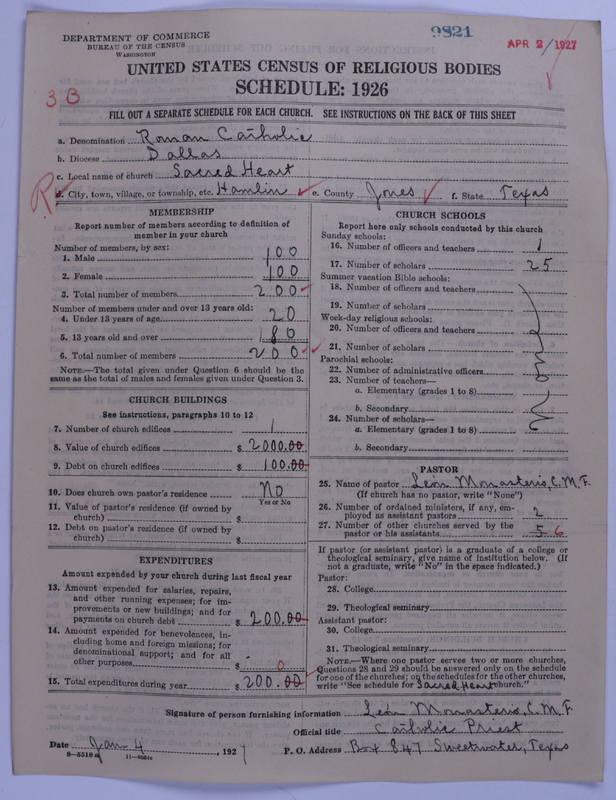 DEPARTMENT OF COMMERCE
BUREAU OF THE CENSUS
WASHINGTON
9821
APR 2/1927
UNITED STATES CENSUS OF RELIGIOUS BODIES
SCHEDULE: 1926
3 B
FILL OUT A SEPARATE SCHEDULE FOR EACH CHURCH. SEE INSTRUCTIONS ON THE BACK OF THIS SHEET
a. Denomination Roman Catholic
b. Diocese Dallas
c. Local name of church Sacred Heart
R
d. City, town, village, or township, etc. Hamlin e. County Jones f. State Texas
MEMBERSHIP
Report number of members according to definition of
member in your church
Number of members, by sex:
1. Male 100
2. Female 100
3. Total number of members 200
Number of members under and over 13 years old:
4. Under 13 years of age 20
5. 13 years old and over 80
6. Total number of members 200
NOTE.—The total given under Question 6 should be the
same as the total of males and females given under Question 3.
CHURCH BUILDINGS
See instructions, paragraphs 10 to 12
7. Number of church edifices 1
8. Value of church edifices $ 2000.00
9. Debt on church edifices $ 100.00
10. Does church own pastor's residence No
Yes or No
11. Value of pastor's residence (if owned by
church) $
12. Debt on pastor's residence (if owned by
church) $
EXPENDITURES
Amount expended by your church during last fiscal year
13. Amount expended for salaries, repairs,
and other running expenses; for im-
provements or new buildings; and for
payments on church debt $ 200.00
14. Amount expended for benevolences, in-
cluding home and foreign missions; for
denominational support; and for all
other purposes $ 0
15. Total expenditures during year $ 200.00
CHURCH SCHOOLS
Report here only schools conducted by this church
Sunday schools:
16. Number of officers and teachers 1
17. Number of scholars 25
Summer vacation Bible schools:
18. Number of officers and teachers
19. Number of scholars
Week-day religious schools:
20. Number of officers and teachers
21. Number of scholars
Parochial schools:
22. Number of administrative officers
23. Number of teachers—
a. Elementary (grades 1 to 8)
b. Secondary
24. Number of scholars—
a. Elementary (grades 1 to 8)
b. Secondary
None
PASTOR
25. Name of pastor Leon Monasterio, C.M.F.
(If church has no pastor, write "None")
26. Number of ordained ministers, if any, em-
ployed as assistant pastors 2
27. Number of other churches served by the
pastor or his assistants 5 6
If pastor (or assistant pastor) is a graduate of a college or
theological seminary, give name of institution below. (If
not a graduate, write "No" in the space indicated.)
Pastor:
28. College
29. Theological seminary
Assistant pastor:
30. College
31. Theological seminary
NOTE.—Where one pastor serves two or more churches,
Questions 28 and 29 should be answered only on the schedule
for one of the churches; on the schedules for the other churches,
write "See schedule for Sacred Heart church."
Signature of person furnishing information Leon Monasterio, C.M.F.
Official title Catholic Priest
Date Jan 4, 1927
P. O. Address Box 847 Sweetwater, Texas
8—5518 a